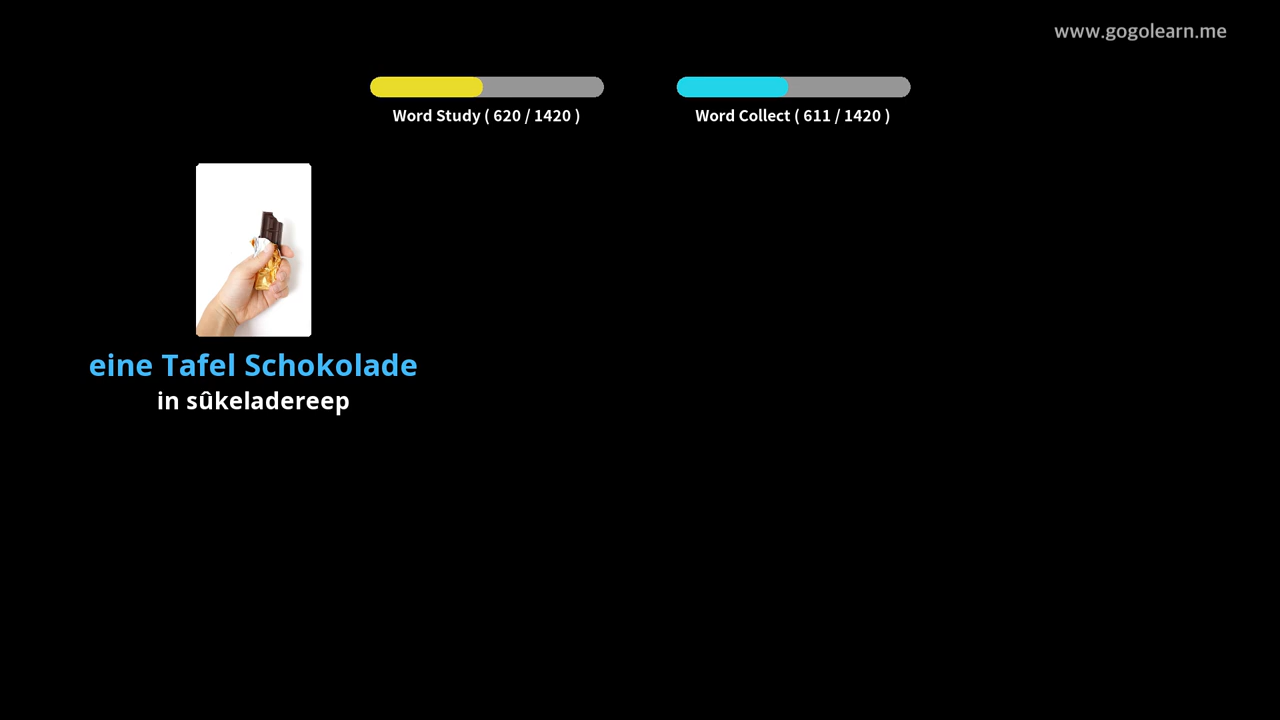 www.gogolearn.me
Word Study ( 620 / 1420 )
Word Collect ( 611 / 1420 )
eine Tafel Schokolade
in sûkeladereep